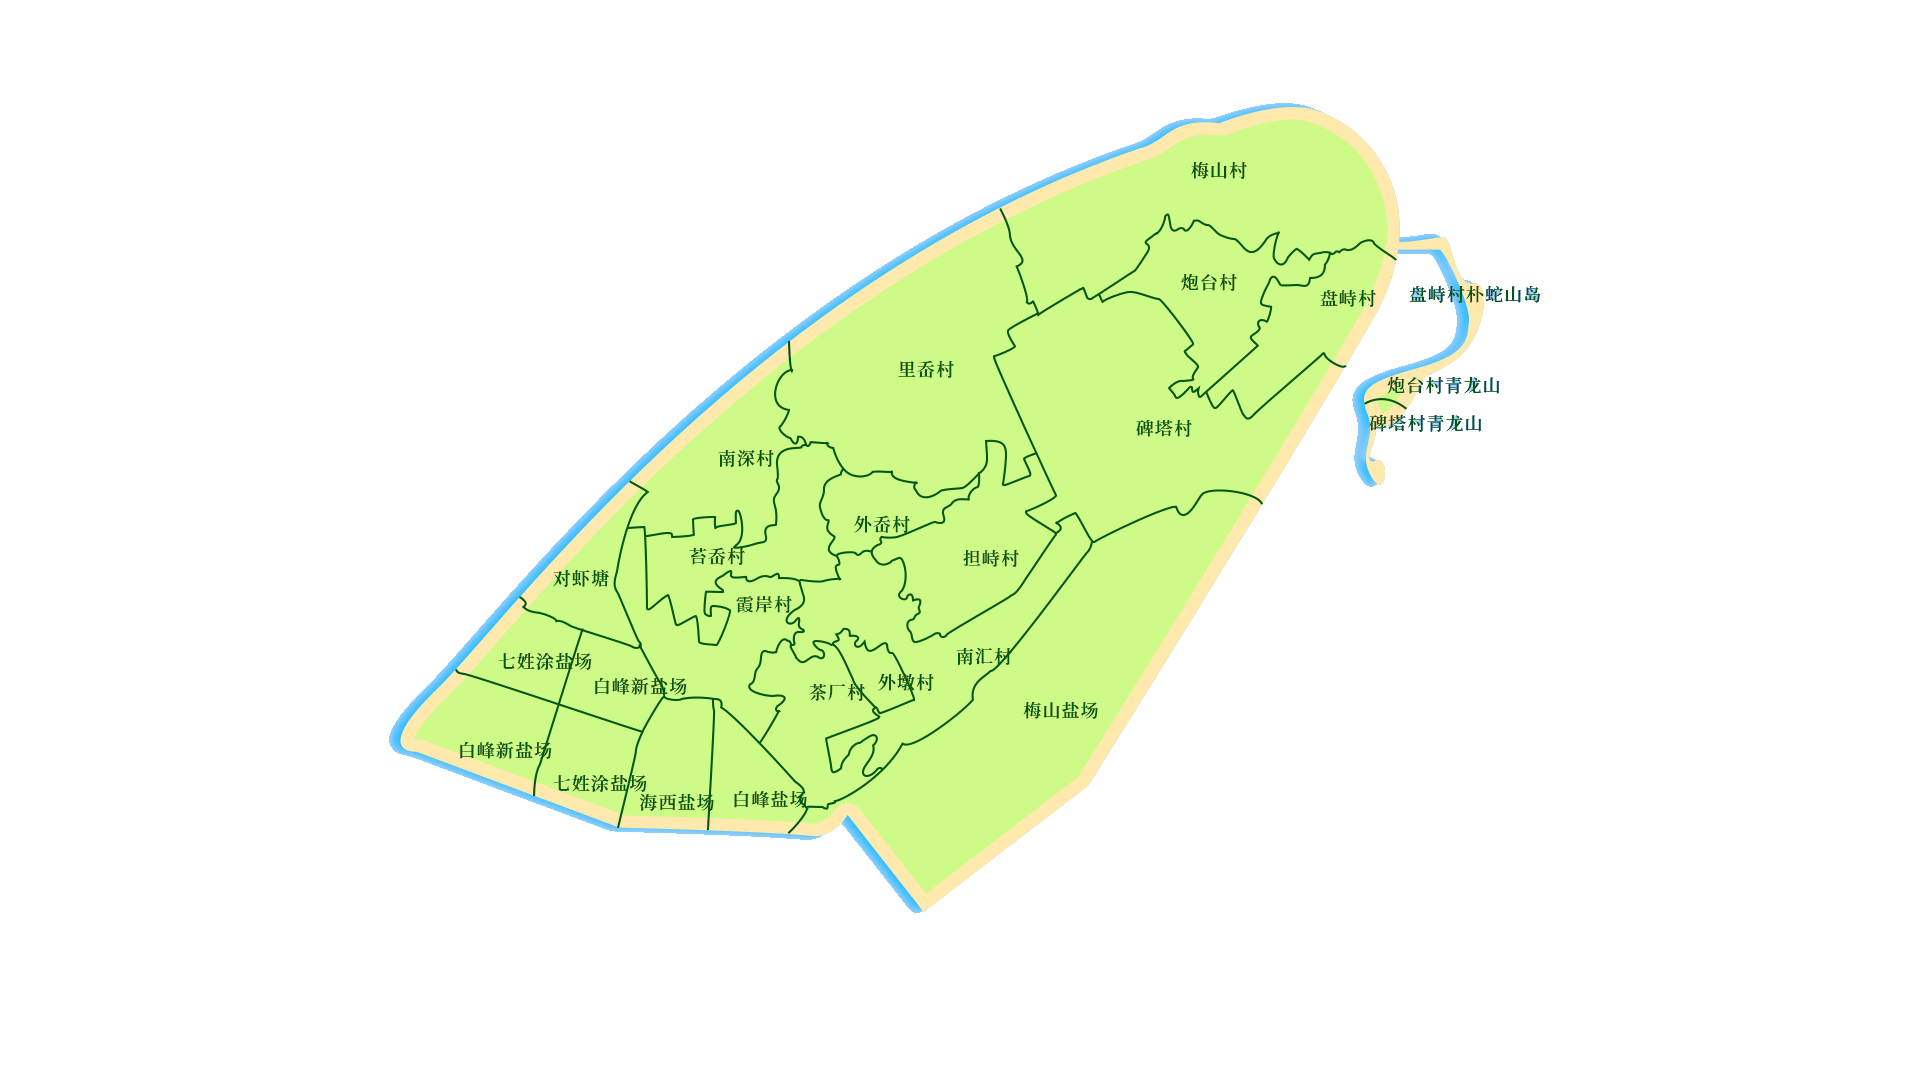 梅山村
炮台村
盘峙村
盘峙村朴蛇山岛
里岙村
炮台村青龙山
碑塔村
碑塔村青龙山
南深村
外岙村
苔岙村
担峙村
对虾塘
霞岸村
七姓涂盐场
南汇村
白峰新盐场
茶厂村
外墩村
梅山盐场
白峰新盐场
七姓涂盐场
海西盐场
白峰盐场